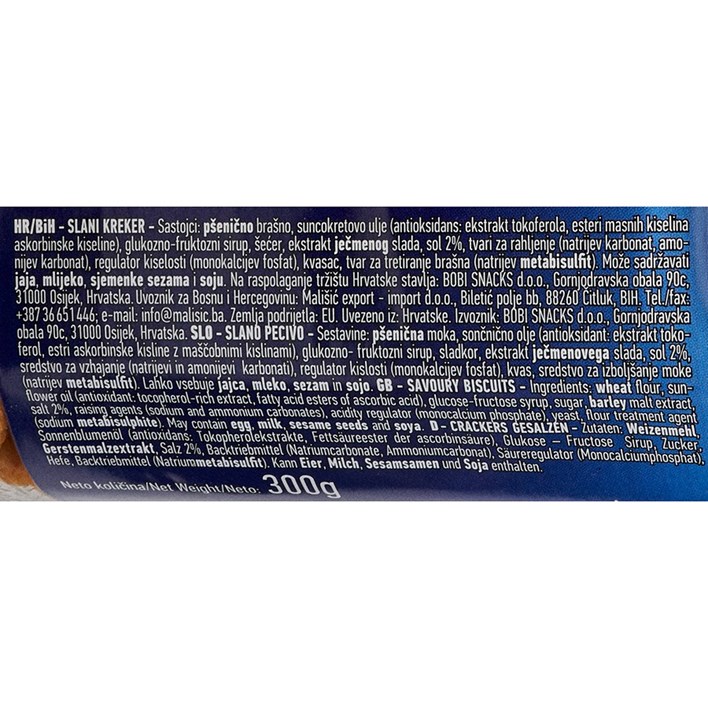 HR/BiH - SLANI KREKER - Sastojci: pšenično brašno, suncokretovo ulje (antioksidans: ekstrakt tokoferola, esteri masnih kiselina
askorbinske kiseline), glukozno-fruktozni sirup, šećer, ekstrakt ječmenog slada, sol 2%, tvari za rahljenje (natrijev karbonat, amo-
nijev karbonat), regulator kiselosti (monokalcijev fosfat), kvasac, tvar za tretiranje brašna (natrijev metabisulfit). Može sadržavati
jaja, mlijeko, sjemenke sezama i soju. Na raspolaganje tržištu Hrvatske stavlja: BOBI SNACKS d.o.o., Gornjodravska obala 90c,
31000 Osijek, Hrvatska. Uvoznik za Bosnu i Hercegovinu: Mališić export - import d.o.o., Biletić polje bb, 88260 Čitluk, BIH. Tel./fax:
+387 36 651 446; e-mail: info@malisic.ba. Zemlja podrijetla: EU. Uvezeno iz: Hrvatske. Izvoznik: BOBI SNACKS d.o.o., Gornjodravska
obala 90c, 31000 Osijek, Hrvatska. SLO - SLANO PECIVO - Sestavine: pšenična moka, sončnično olje (antioksidant: ekstrakt toko-
ferol, estri askorbinske kisline z maščobnimi kislinami), glukozno- fruktozni sirup, sladkor, ekstrakt ječmenovega slada, sol 2%,
sredstvo za vzhajanje (natrijevi in amonijevi karbonati), regulator kislosti (monokalcijev fosfat), kvas, sredstvo za izboljšanje moke
(natrijev metabisulfit). Lahko vsebuje jajca, mleko, sezam in sojo. GB - SAVOURY BISCUITS - Ingredients: wheat flour, sun-
flower oil (antioxidant: tocopherol-rich extract, fatty acid esters of ascorbic acid), glucose-fructose syrup, sugar, barley malt extract,
salt 2%, raising agents (sodium and ammonium carbonates), acidity regulator (monocalcium phosphate), yeast, flour treatment agent
(sodium metabisulphite). May contain egg, milk, sesame seeds and soya. D - CRACKERS GESALZEN - Zutaten: Weizenmehl,
Sonnenblumenöl (antioxidans: Tokopherolekstrakte, Fettsäureester der ascorbinsäure), Glukose – Fructose Sirup, Zucker,
Gerstenmalzextrakt, Salz 2%, Backtriebmittel (Natriumcarbonate, Ammoniumcarbonat), Säureregulator (Monocalciumphosphat),
Hefe, Backtriebmittel (Natriummetabisulfit). Kann Eier, Milch, Sesamsamen und Soja enthalten.
Neto količina/Net Weight/Neto: 300g